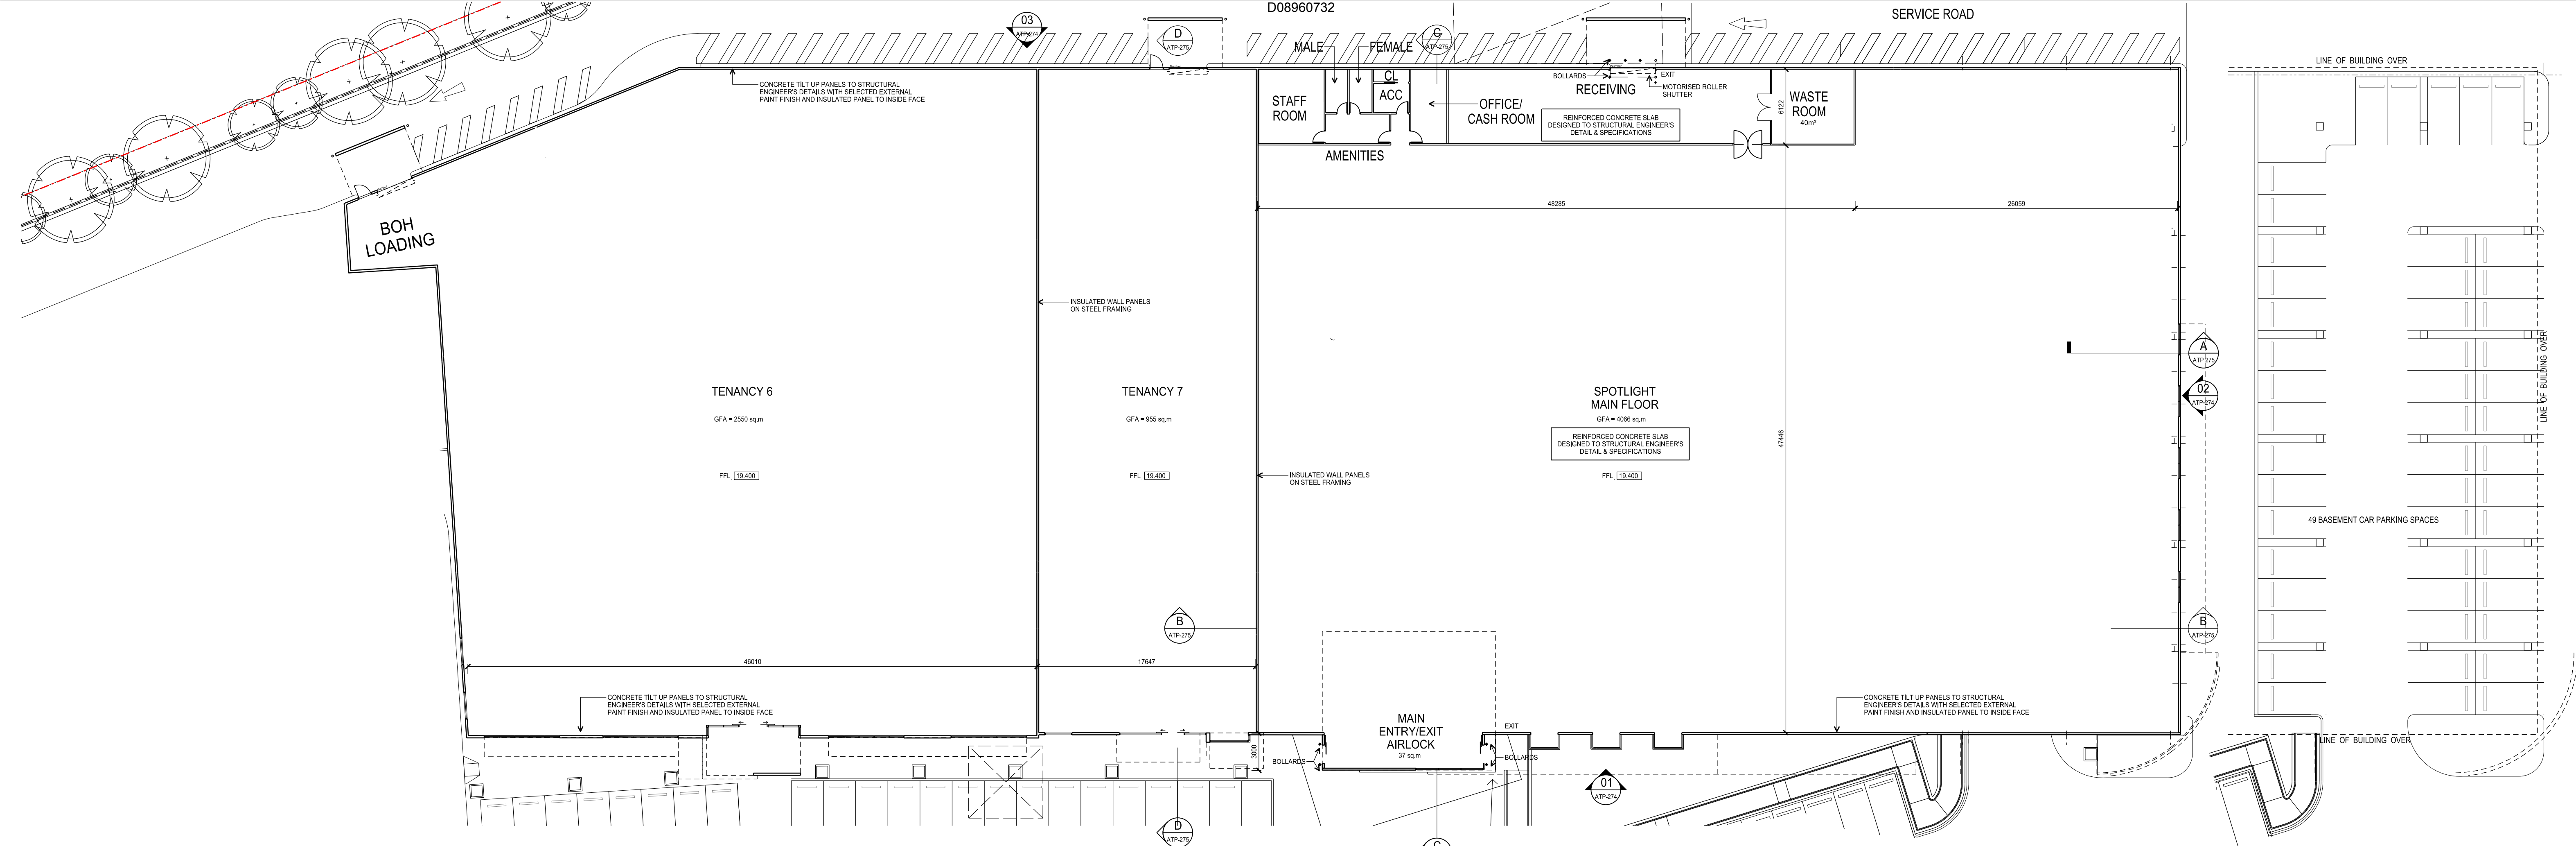 D08960732
SERVICE ROAD
03
ATP-274
D
ATP-275
C
ATP-275
MALE
FEMALE
LINE OF BUILDING OVER
CONCRETE TILT UP PANELS TO STRUCTURAL
ENGINEER'S DETAILS WITH SELECTED EXTERNAL
PAINT FINISH AND INSULATED PANEL TO INSIDE FACE
STAFF
ROOM
CL
ACC
OFFICE/
CASH ROOM
BOLLARDS
EXIT
RECEIVING
MOTORISED ROLLER
SHUTTER
REINFORCED CONCRETE SLAB
DESIGNED TO STRUCTURAL ENGINEER'S
DETAIL & SPECIFICATIONS
6122
WASTE
ROOM
40m²
AMENITIES
BOH
LOADING
48285
26059
INSULATED WALL PANELS
ON STEEL FRAMING
A
ATP-275
02
ATP-274
LINE OF BUILDING OVER
TENANCY 6
GFA = 2550 sq.m
FFL 19.400
TENANCY 7
GFA = 955 sq.m
FFL 19.400
SPOTLIGHT
MAIN FLOOR
GFA = 4066 sq.m
REINFORCED CONCRETE SLAB
DESIGNED TO STRUCTURAL ENGINEER'S
DETAIL & SPECIFICATIONS
FFL 19.400
47446
INSULATED WALL PANELS
ON STEEL FRAMING
49 BASEMENT CAR PARKING SPACES
B
ATP-275
B
ATP-275
46010
17647
CONCRETE TILT UP PANELS TO STRUCTURAL
ENGINEER'S DETAILS WITH SELECTED EXTERNAL
PAINT FINISH AND INSULATED PANEL TO INSIDE FACE
CONCRETE TILT UP PANELS TO STRUCTURAL
ENGINEER'S DETAILS WITH SELECTED EXTERNAL
PAINT FINISH AND INSULATED PANEL TO INSIDE FACE
MAIN
ENTRY/EXIT
AIRLOCK
37 sq.m
EXIT
3000
BOLLARDS
BOLLARDS
LINE OF BUILDING OVER
01
ATP-274
D
ATP-275
C